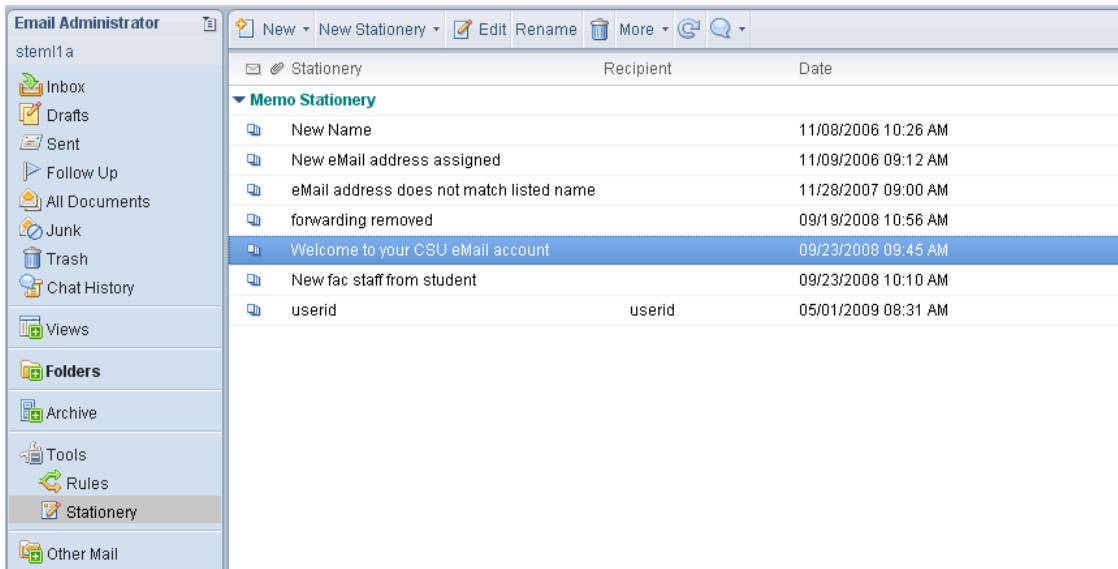 Email Administrator
steml1a
Inbox
Drafts
Sent
Follow Up
All Documents
Junk
Trash
Chat History
Views
Folders
Archive
Tools
Rules
Stationery
Other Mail
New New Stationery Edit Rename More
Stationery Recipient Date
Memo Stationery
New Name 11/08/2006 10:26 AM
New eMail address assigned 11/09/2006 09:12 AM
eMail address does not match listed name 11/28/2007 09:00 AM
forwarding removed 09/19/2008 10:56 AM
Welcome to your CSU eMail account 09/23/2008 09:45 AM
New fac staff from student 09/23/2008 10:10 AM
userid userid 05/01/2009 08:31 AM